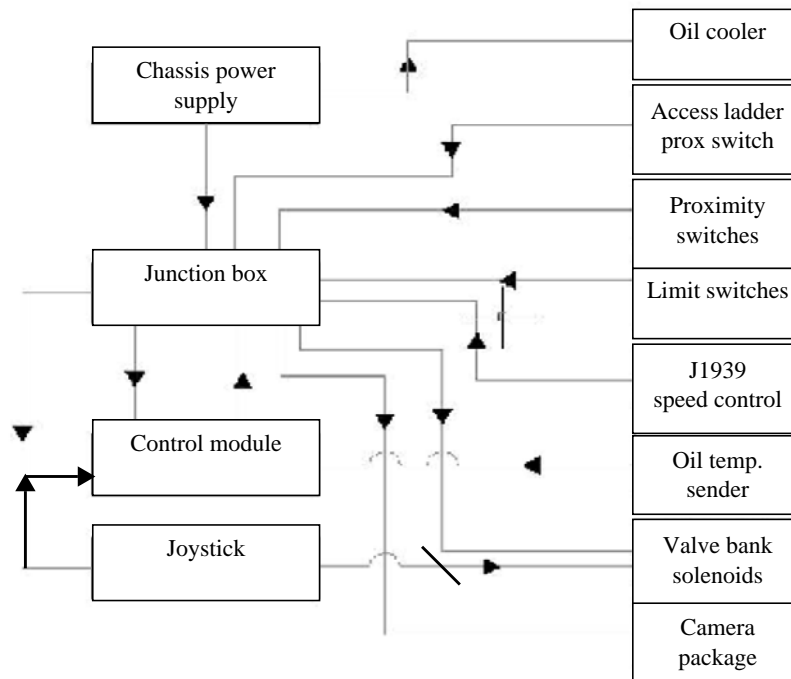 Chassis power
supply
Junction box
Control module
Joystick
Oil cooler
Access ladder
prox switch
Proximity
switches
Limit switches
J1939
speed control
Oil temp.
sender
Valve bank
solenoids
Camera
package